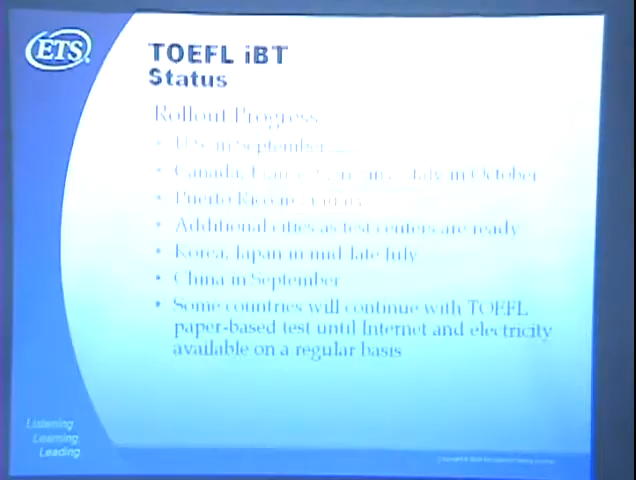 ETS
TOEFL iBT
Status
Rollout Progress
• U.S. in September
• Canada, France, Germany, Italy in October
• Puerto Rico in
• Additional cities as test centers are ready
• Korea, Japan in mid-late July
• China in September
• Some countries will continue with TOEFL
paper-based test until Internet and electricity
available on a regular basis
Listening.
Learning.
Leading.